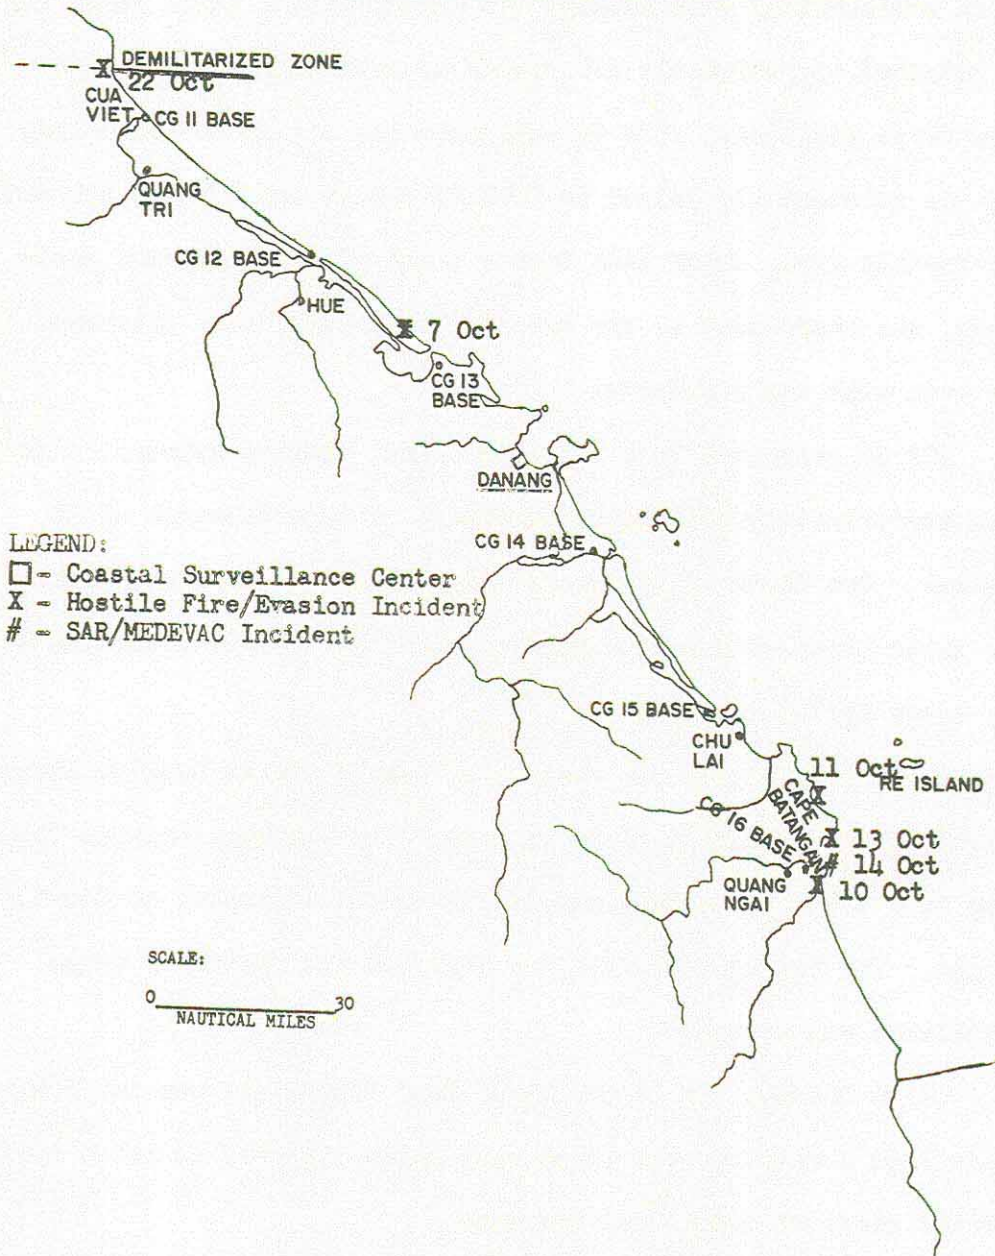 DEMILITARIZED ZONE
X 22 Oct
CUA
VIET
CG 11 BASE
QUANG
TRI
CG 12 BASE
HUE
X 7 Oct
CG 13
BASE
DANANG
CG 14 BASE
LEGEND:
□ - Coastal Surveillance Center
X - Hostile Fire/Evasion Incident
# - SAR/MEDEVAC Incident
CG 15 BASE
CHU
LAI
11 Oct
X
RE ISLAND
CAPE
BATANGAN
CG 16 BASE
X 13 Oct
# 14 Oct
X 10 Oct
QUANG
NGAI
SCALE:
0 30
NAUTICAL MILES